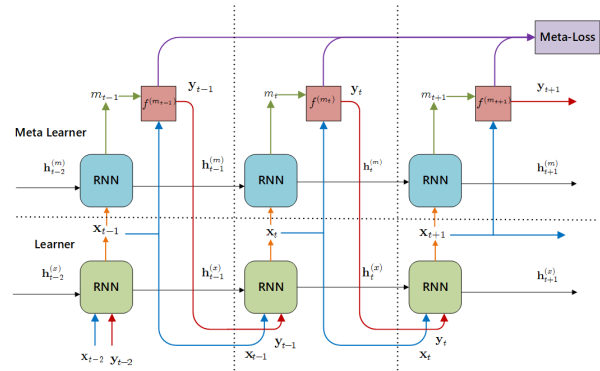 Meta-Loss
m_{t−1} f^{(m_{t−1})} y_{t−1} m_t f^{(m_t)} y_t m_{t+1} f^{(m_{t+1})} y_{t+1}
Meta Learner
h_{t−2}^{(m)} RNN h_{t−1}^{(m)} RNN h_t^{(m)} RNN h_{t+1}^{(m)}
x_{t−1} x_t x_{t+1}
Learner
h_{t−2}^{(x)} RNN h_{t−1}^{(x)} RNN h_t^{(x)} RNN h_{t+1}^{(x)}
x_{t−2} y_{t−2} x_{t−1} y_{t−1} x_t y_t